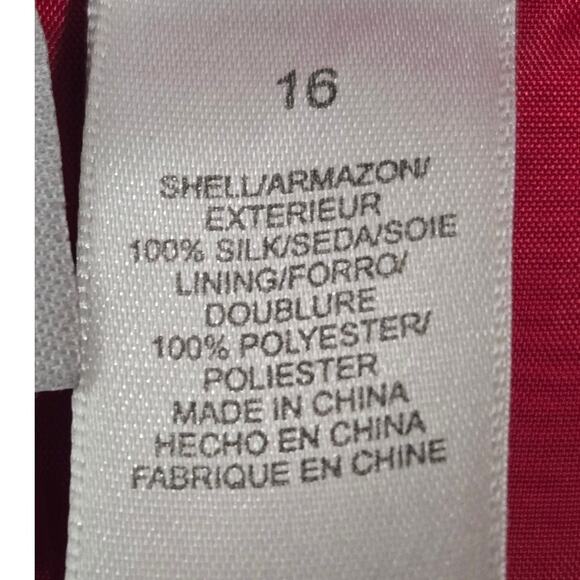 16
SHELL/ARMAZON/
EXTERIEUR
100% SILK/SEDA/SOIE
LINING/FORRO/
DOUBLURE
100% POLYESTER/
POLIESTER
MADE IN CHINA
HECHO EN CHINA
FABRIQUE EN CHINE